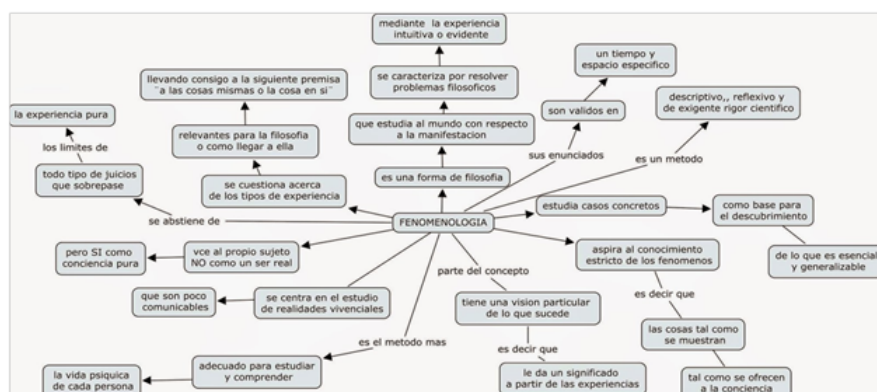 mediante la experiencia
intuitiva o evidente
un tiempo y
espacio especifico
llevando consigo a la siguiente premisa
¨a las cosas mismas o la cosa en si¨
se caracteriza por resolver
problemas filosoficos
descriptivo,, reflexivo y
de exigente rigor cientifico
la experiencia pura
son validos en
relevantes para la filosofia
o como llegar a ella
que estudia al mundo con respecto
a la manifestacion
los limites de
sus enunciados
es un metodo
todo tipo de juicios
que sobrepase
se cuestiona acerca
de los tipos de experiencia
es una forma de filosofia
estudia casos concretos
como base para
el descubrimiento
se abstiene de
FENOMENOLOGIA
pero SI como
conciencia pura
vce al propio sujeto
NO como un ser real
aspira al conocimiento
estricto de los fenomenos
de lo que es esencial
y generalizable
parte del concepto
que son poco
comunicables
se centra en el estudio
de realidades vivenciales
tiene una vision particular
de lo que sucede
es decir que
las cosas tal como
se muestran
es el metodo mas
es decir que
la vida psiquica
de cada persona
adecuado para estudiar
y comprender
le da un significado
a partir de las experiencias
tal como se ofrecen
a la conciencia